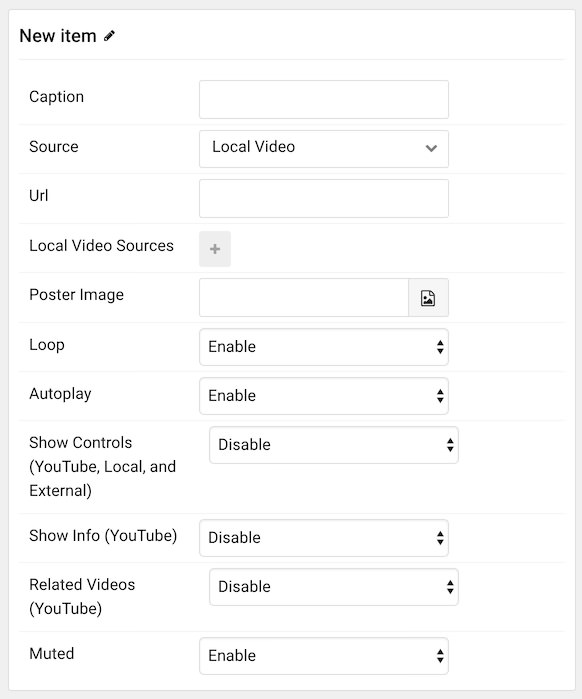 New item
Caption
Source Local Video
Url
Local Video Sources +
Poster Image
Loop Enable
Autoplay Enable
Show Controls Disable
(YouTube, Local, and
External)
Show Info (YouTube) Disable
Related Videos Disable
(YouTube)
Muted Enable